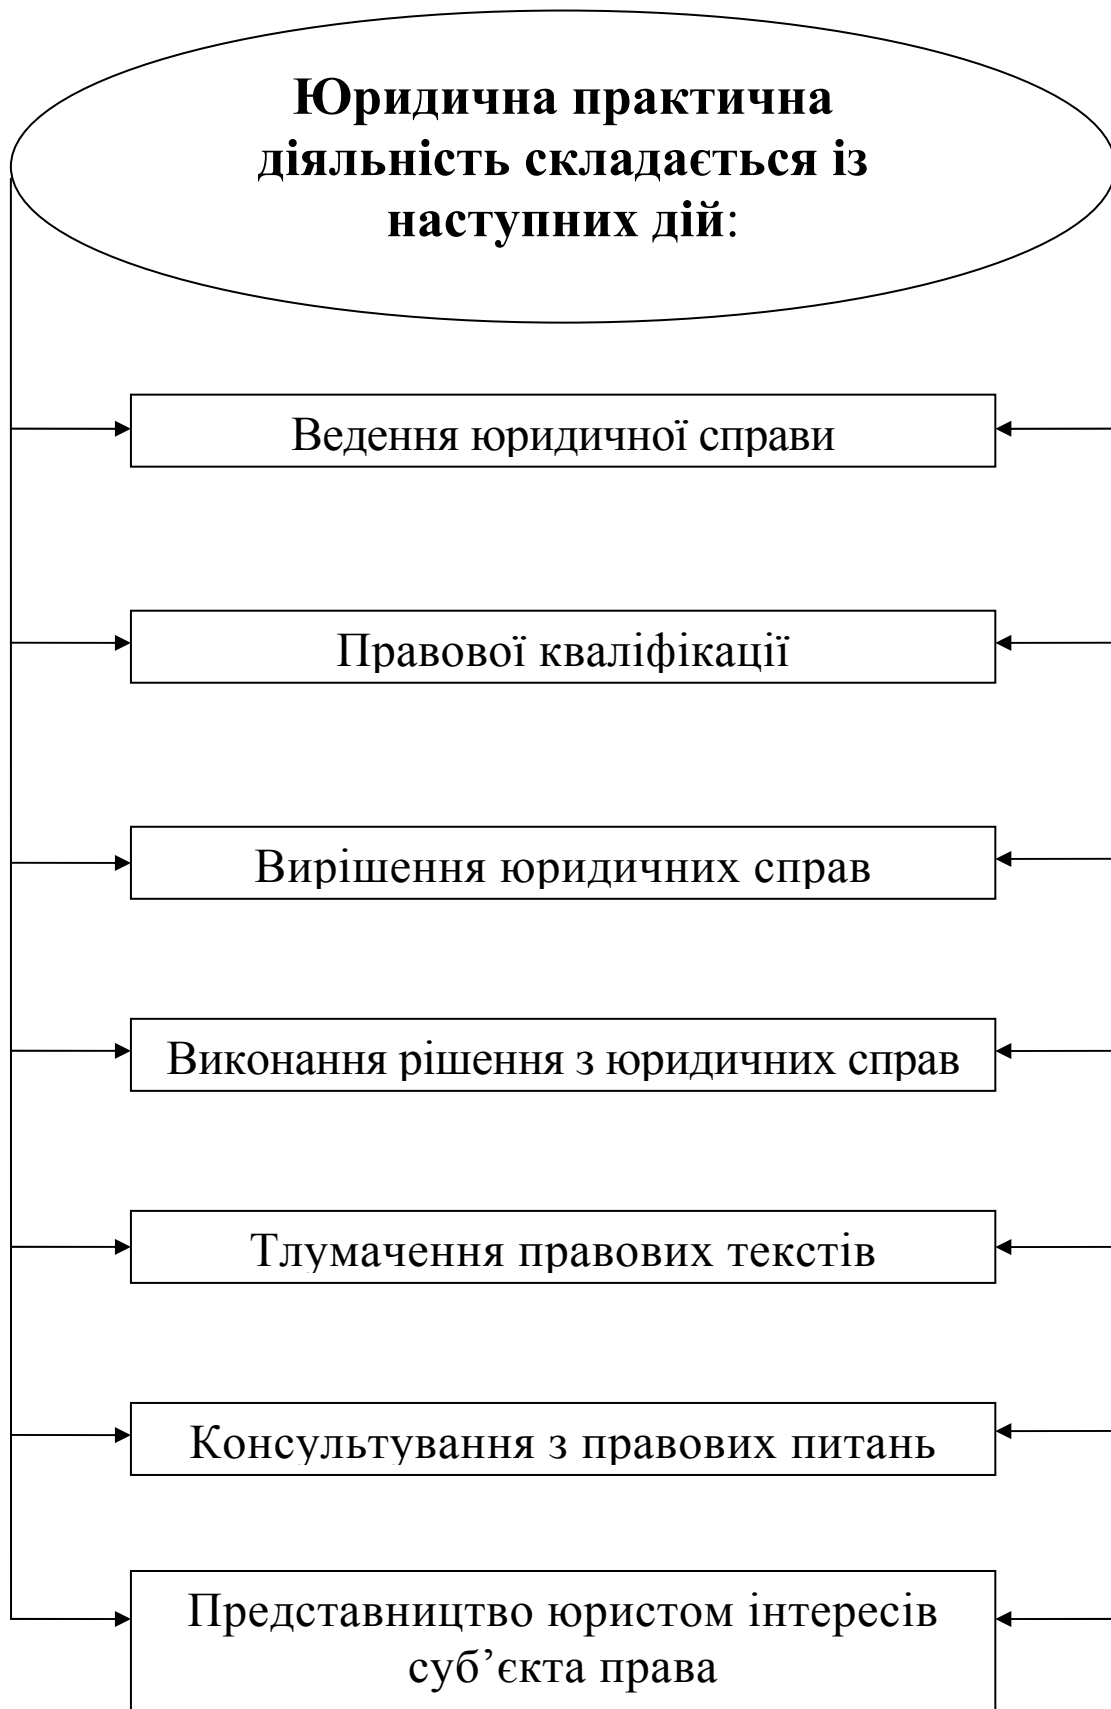 Юридична практична
діяльність складається із
наступних дій:
Ведення юридичної справи
Правової кваліфікації
Вирішення юридичних справ
Виконання рішення з юридичних справ
Тлумачення правових текстів
Консультування з правових питань
Представництво юристом інтересів
суб’єкта права